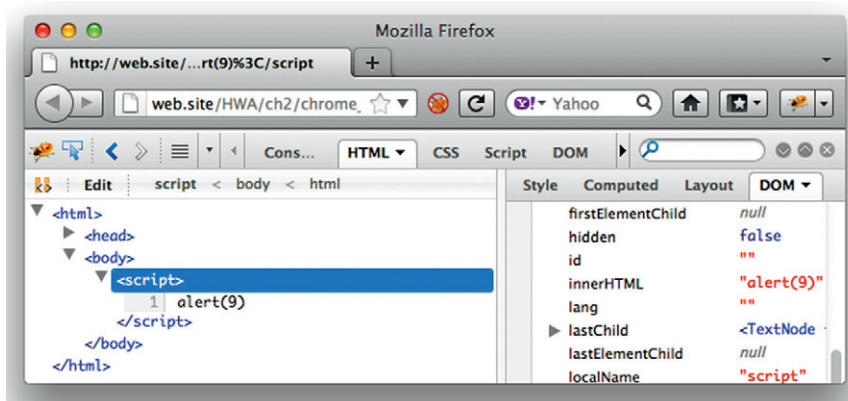 Mozilla Firefox
http://web.site/...rt(9)%3C/script +
web.site/HWA/ch2/chrome_ Yahoo
Cons... HTML CSS Script DOM
Edit script < body < html
<html>
<head>
<body>
<script>
1 alert(9)
</script>
</body>
</html>
Style Computed Layout DOM
firstElementChild null
hidden false
id ""
innerHTML "alert(9)"
lang ""
lastChild <TextNode
lastElementChild null
localName "script"